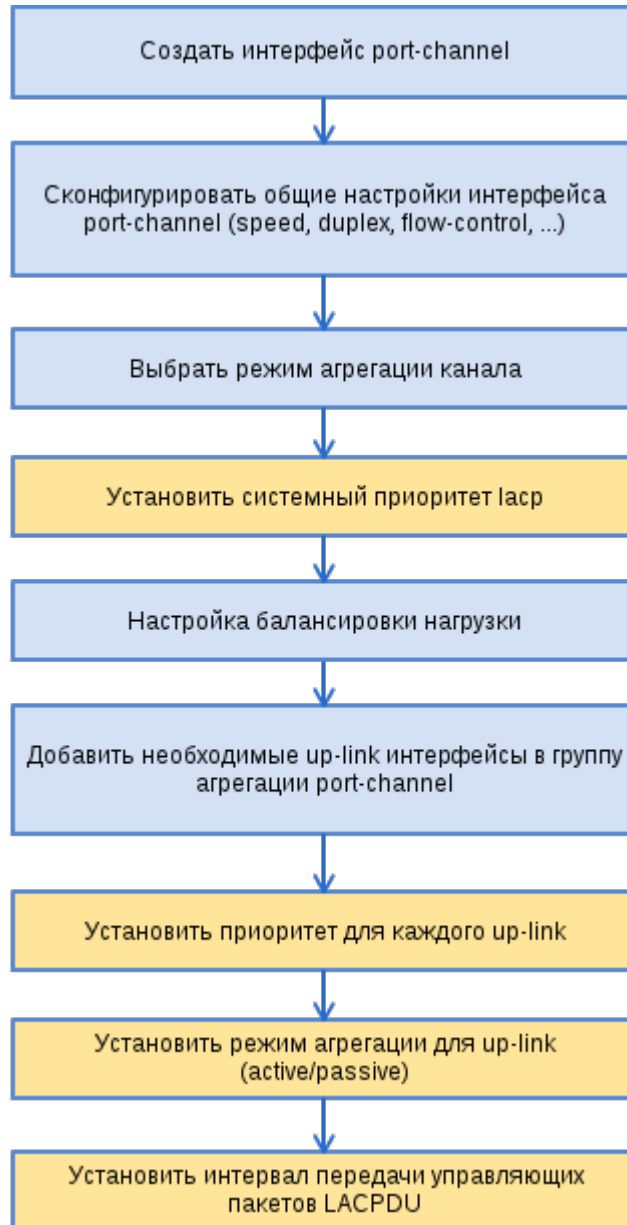 Создать интерфейс port-channel
Сконфигурировать общие настройки интерфейса
port-channel (speed, duplex, flow-control, ...)
Выбрать режим агрегации канала
Установить системный приоритет lacp
Настройка балансировки нагрузки
Добавить необходимые up-link интерфейсы в группу
агрегации port-channel
Установить приоритет для каждого up-link
Установить режим агрегации для up-link
(active/passive)
Установить интервал передачи управляющих
пакетов LACPDU